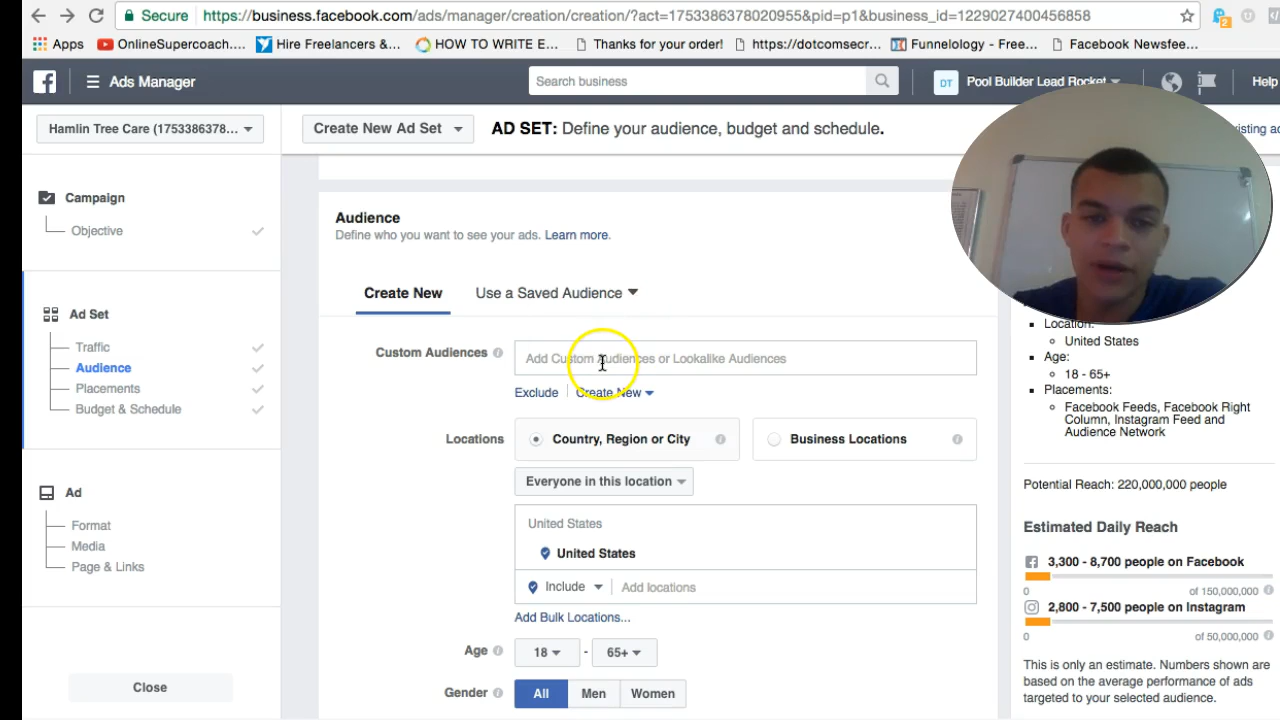 Secure
https://business.facebook.com/ads/manager/creation/creation/?act=1753386378020955&pid=p1&business_id=1229027400456858
2
Apps
OnlineSupercoach....
Hire Freelancers &...
HOW TO WRITE E...
Thanks for your order!
https://dotcomsecr...
Funnelology - Free...
Facebook Newsfee...
Ads Manager
Search business
DT
Pool Builder Lead Rocket
Help
Hamlin Tree Care (1753386378...
Create New Ad Set
AD SET: Define your audience, budget and schedule.
Campaign
Objective
Ad Set
Traffic
Audience
Placements
Budget & Schedule
Ad
Format
Media
Page & Links
Close
Audience
Define who you want to see your ads. Learn more.
Create New
Use a Saved Audience
Custom Audiences
Add Custom Audiences or Lookalike Audiences
Exclude
Create New
Locations
Country, Region or City
Business Locations
Everyone in this location
United States
United States
Include
Add locations
Add Bulk Locations...
Age
18
-
65+
Gender
All
Men
Women
Location:
United States
Age:
18 - 65+
Placements:
Facebook Feeds, Facebook Right
Column, Instagram Feed and
Audience Network
Potential Reach: 220,000,000 people
Estimated Daily Reach
3,300 - 8,700 people on Facebook
0
of 150,000,000
2,800 - 7,500 people on Instagram
0
of 50,000,000
This is only an estimate. Numbers shown are
based on the average performance of ads
targeted to your selected audience.